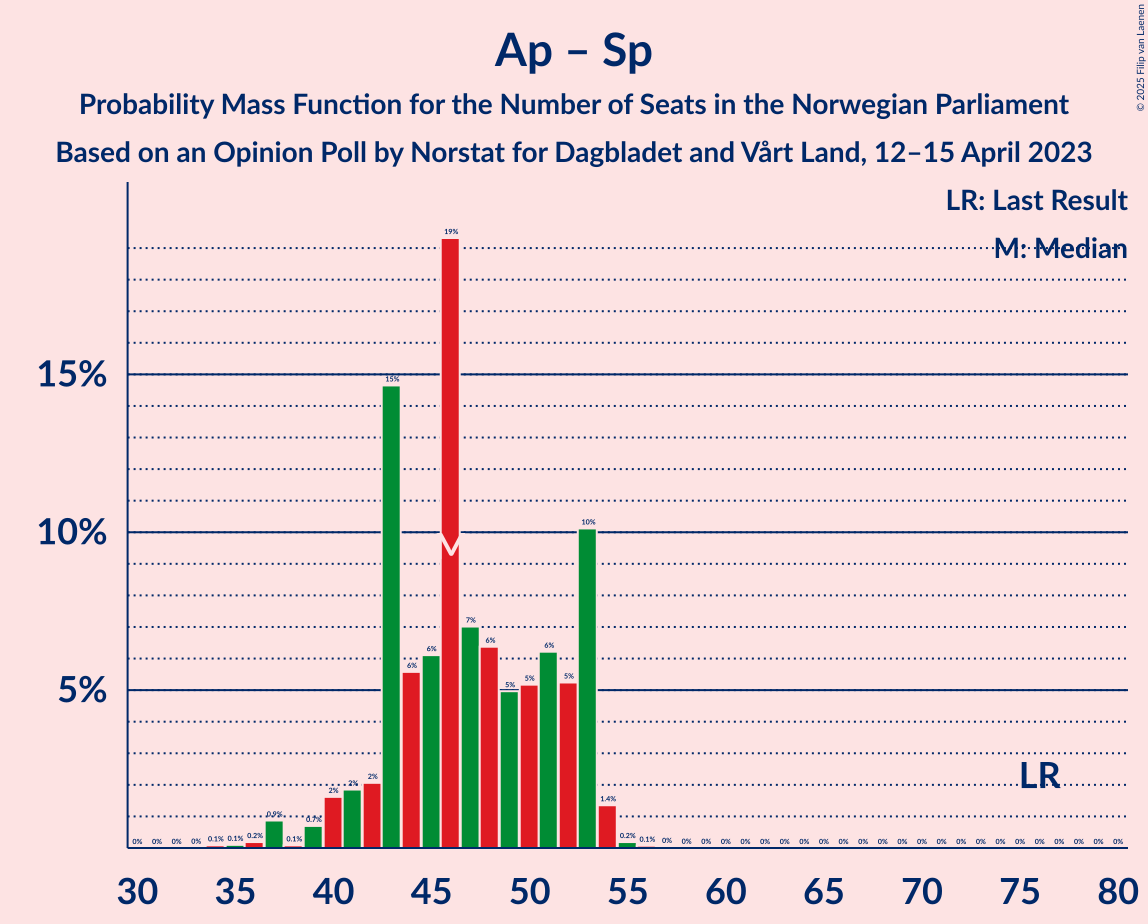 Ap – Sp
Probability Mass Function for the Number of Seats in the Norwegian Parliament
Based on an Opinion Poll by Norstat for Dagbladet and Vårt Land, 12–15 April 2023
© 2025 Filip van Laenen
LR: Last Result
M: Median
15%
10%
5%
0% 0% 0% 0% 0.1% 0.1% 0.2% 0.9% 0.1% 0.7% 2% 2% 2% 15% 6% 6% 19% 7% 6% 5% 5% 6% 5% 10% 1.4% 0.2% 0.1% 0% 0% 0% 0% 0% 0% 0% 0% 0% 0% 0% 0% 0% 0% 0% 0% 0% 0% 0% 0% 0% 0% 0% 0%
LR
30 35 40 45 50 55 60 65 70 75 80